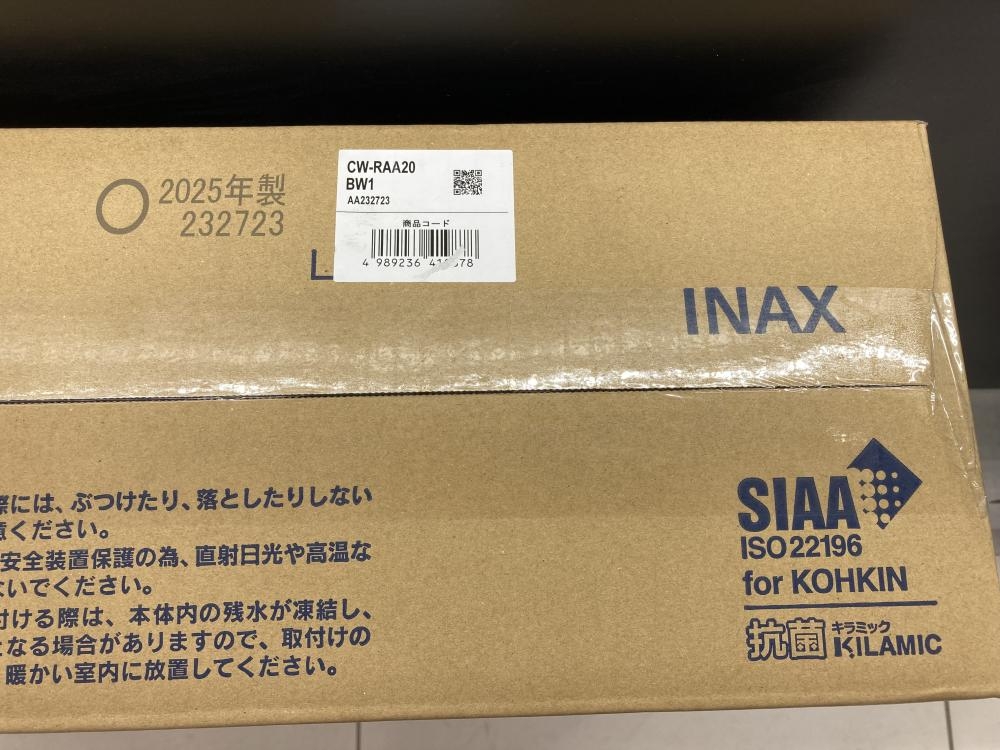 2025年製
232723
CW-RAA20
BW1
AA232723
商品コード
4 989236
INAX
際には、ぶつけたり、落としたりしない
意ください。
安全装置保護の為、直射日光や高温な
ないでください。
付ける際は、本体内の残水が凍結し、
となる場合がありますので、取付けの
暖かい室内に放置してください。
SIAA
ISO 22196
for KOHKIN
抗菌 キラミック
KILAMIC